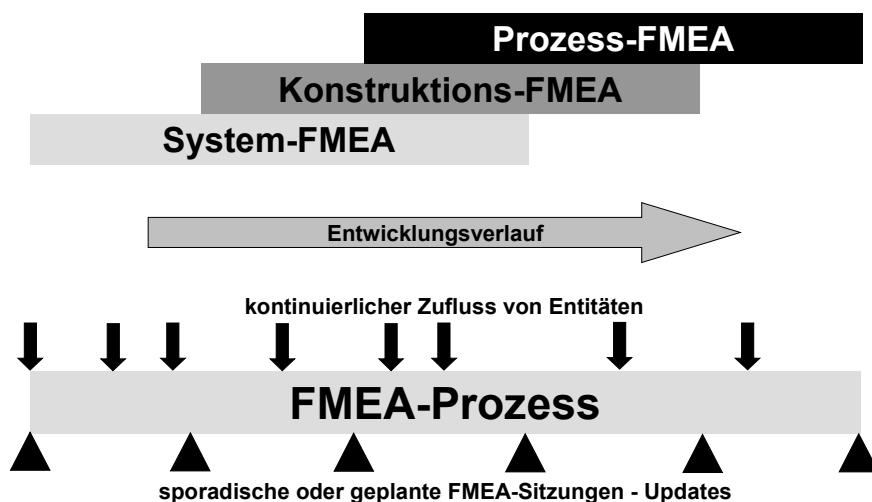 Prozess-FMEA
Konstruktions-FMEA
System-FMEA
Entwicklungsverlauf
kontinuierlicher Zufluss von Entitäten
FMEA-Prozess
sporadische oder geplante FMEA-Sitzungen - Updates